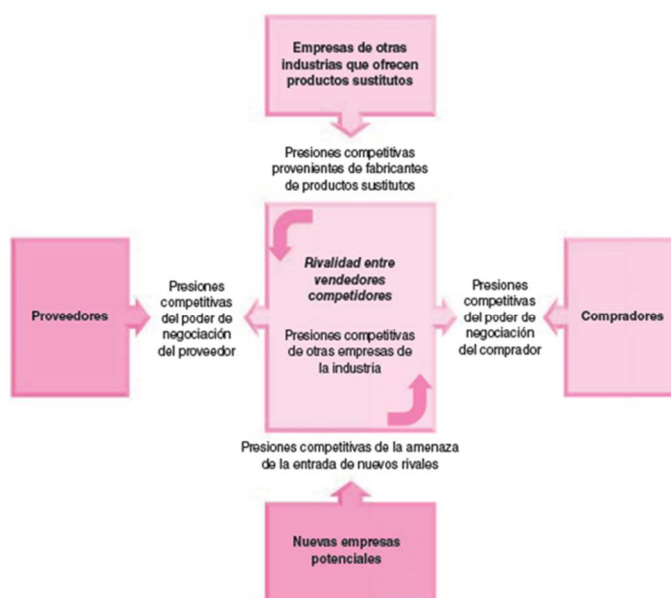 Empresas de otras
industrias que ofrecen
productos sustitutos
Presiones competitivas
provenientes de fabricantes
de productos sustitutos
Proveedores
Presiones
competitivas
del poder de
negociación
del proveedor
Rivalidad entre
vendedores
competidores
Presiones competitivas
de otras empresas de
la industria
Presiones
competitivas
del poder de
negociación
del comprador
Compradores
Presiones competitivas de la amenaza
de la entrada de nuevos rivales
Nuevas empresas
potenciales